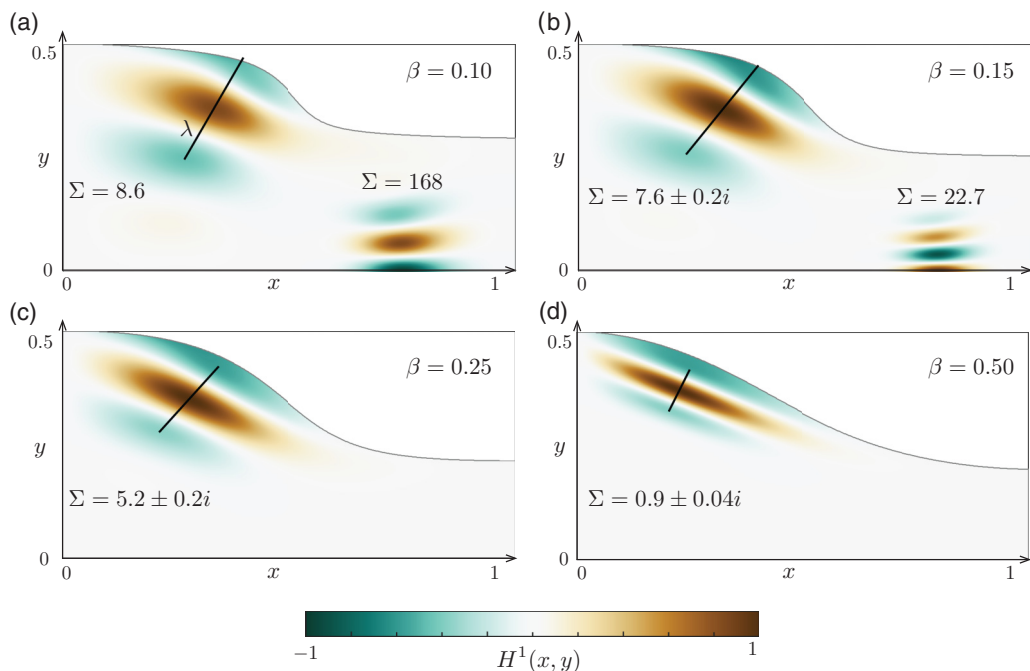 (a)
0.5
β = 0.10
λ
y
Σ = 8.6
Σ = 168
0
0
x
1
(b)
0.5
β = 0.15
y
Σ = 7.6 ± 0.2i
Σ = 22.7
0
0
x
1
(c)
0.5
β = 0.25
y
Σ = 5.2 ± 0.2i
0
0
x
1
(d)
0.5
β = 0.50
y
Σ = 0.9 ± 0.04i
0
0
x
1
−1
H¹(x, y)
1